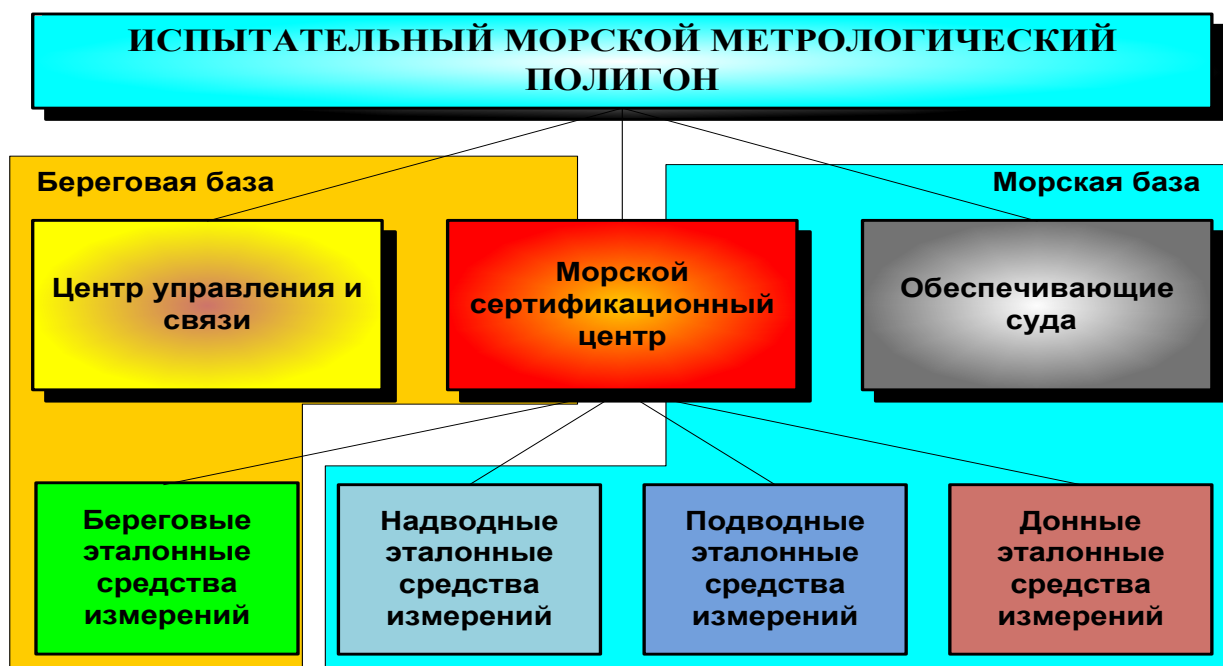 ИСПЫТАТЕЛЬНЫЙ МОРСКОЙ МЕТРОЛОГИЧЕСКИЙ
ПОЛИГОН
Береговая база
Морская база
Центр управления и
связи
Морской
сертификационный
центр
Обеспечивающие
суда
Береговые
эталонные
средства
измерений
Надводные
эталонные
средства
измерений
Подводные
эталонные
средства
измерений
Донные
эталонные
средства
измерений